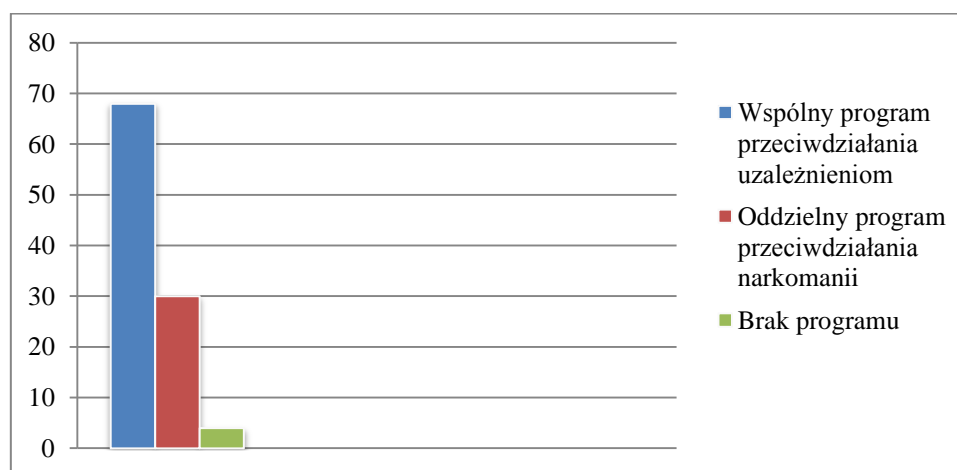 80
70
60
50
40
30
20
10
0
Wspólny program
przeciwdziałania
uzależnieniom
Oddzielny program
przeciwdziałania
narkomanii
Brak programu